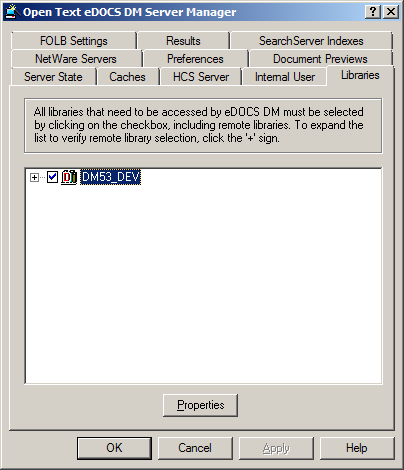 Open Text eDOCS DM Server Manager
FOLB Settings Results SearchServer Indexes
NetWare Servers Preferences Document Previews
Server State Caches HCS Server Internal User Libraries
All libraries that need to be accessed by eDOCS DM must be selected
by clicking on the checkbox, including remote libraries. To expand the
list to verify remote library selection, click the '+' sign.
DM53_DEV
Properties
OK Cancel Apply Help